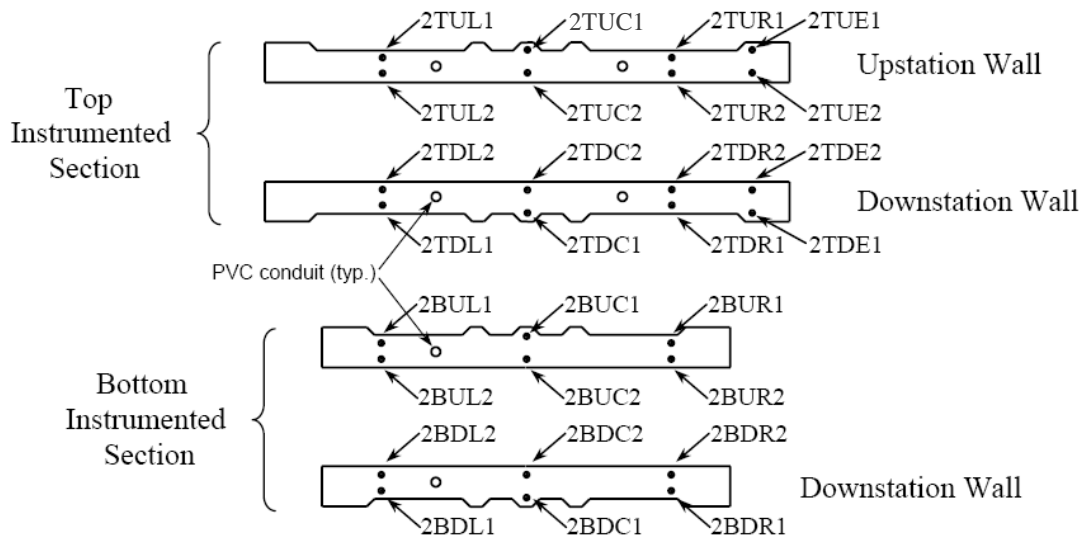 2TUL1 2TUC1 2TUR1 2TUE1
Upstation Wall
2TUL2 2TUC2 2TUR2 2TUE2
Top
Instrumented
Section
2TDL2 2TDC2 2TDR2 2TDE2
Downstation Wall
2TDL1 2TDC1 2TDR1 2TDE1
PVC conduit (typ.)
2BUL1 2BUC1 2BUR1
2BUL2 2BUC2 2BUR2
Bottom
Instrumented
Section
2BDL2 2BDC2 2BDR2
Downstation Wall
2BDL1 2BDC1 2BDR1